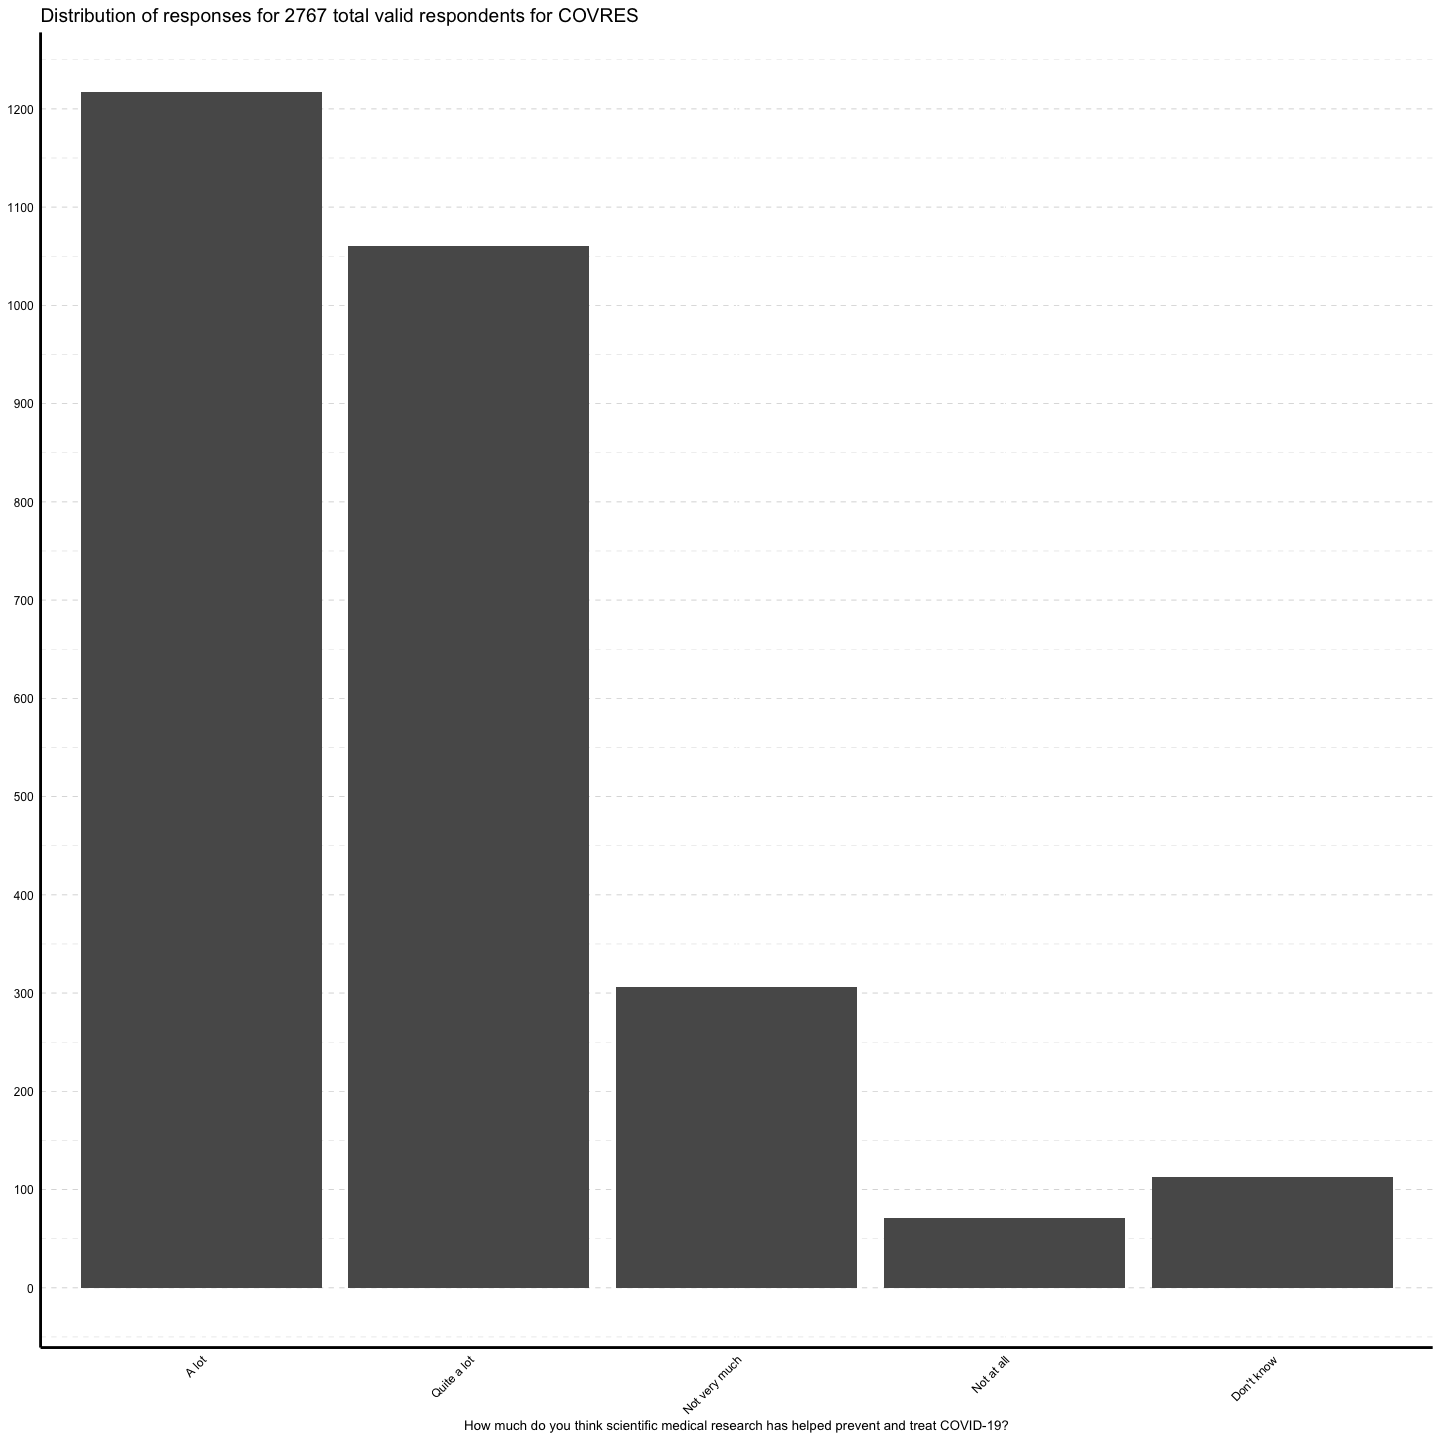 Distribution of responses for 2767 total valid respondents for COVRES
1200
1100
1000
900
800
700
600
500
400
300
200
100
0
A lot
Quite a lot
Not very much
Not at all
Don't know
How much do you think scientific medical research has helped prevent and treat COVID-19?